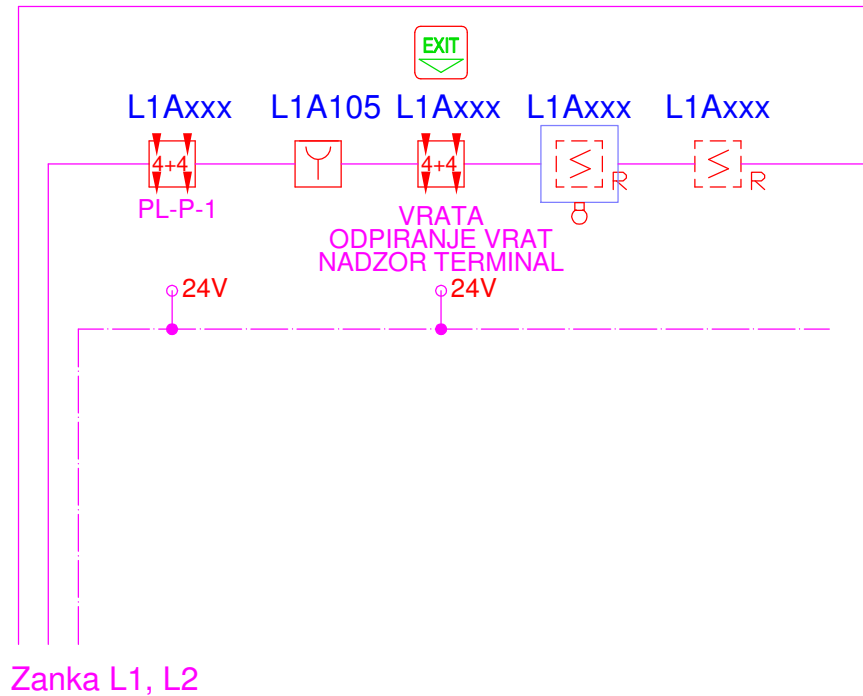 EXIT
L1Axxx
L1A105
L1Axxx
L1Axxx
L1Axxx
4+4
4+4
R
R
PL-P-1
VRATA
ODPIRANJE VRAT
NADZOR TERMINAL
24V
24V
Zanka L1, L2